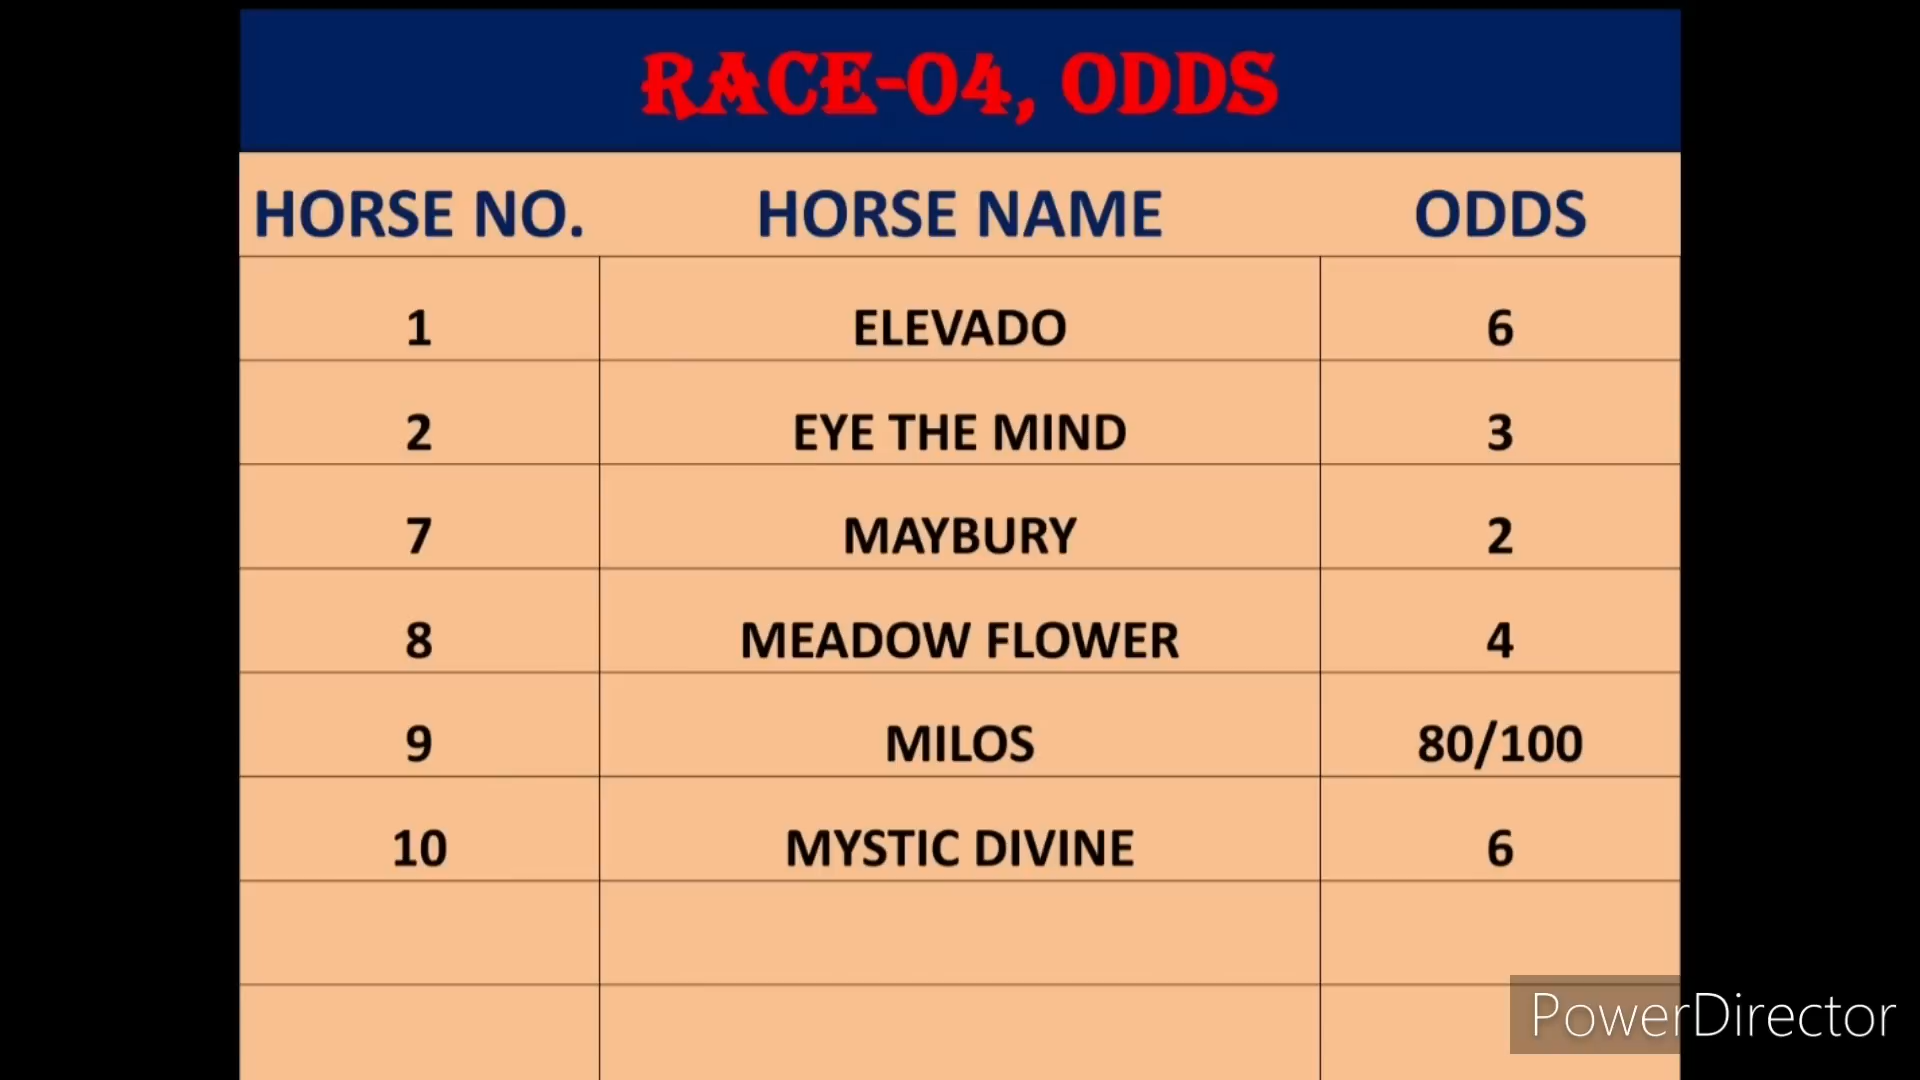 RACE-04, ODDS
HORSE NO. HORSE NAME ODDS
1 ELEVADO 6
2 EYE THE MIND 3
7 MAYBURY 2
8 MEADOW FLOWER 4
9 MILOS 80/100
10 MYSTIC DIVINE 6
PowerDirector